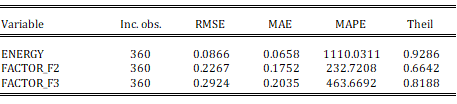 Variable Inc. obs. RMSE MAE MAPE Theil
ENERGY 360 0.0866 0.0658 1110.0311 0.9286
FACTOR_F2 360 0.2267 0.1752 232.7208 0.6642
FACTOR_F3 360 0.2924 0.2035 463.6692 0.8188